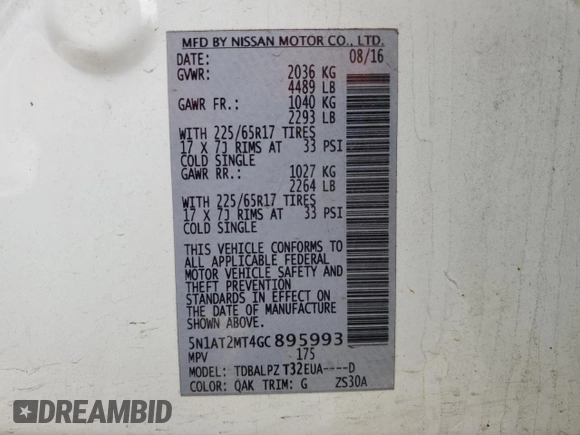 MFD BY NISSAN MOTOR CO., LTD.
DATE: 08/16
GVWR: 2036 KG
4489 LB
GAWR FR.: 1040 KG
2293 LB
WITH 225/65R17 TIRES
17 X 7J RIMS AT 33 PSI
COLD SINGLE
GAWR RR.: 1027 KG
2264 LB
WITH 225/65R17 TIRES
17 X 7J RIMS AT 33 PSI
COLD SINGLE
THIS VEHICLE CONFORMS TO
ALL APPLICABLE FEDERAL
MOTOR VEHICLE SAFETY AND
THEFT PREVENTION
STANDARDS IN EFFECT ON
THE DATE OF MANUFACTURE
SHOWN ABOVE.
5N1AT2MT4GC895993
MPV 175
MODEL: TDBALPZ T32EUA----D
COLOR: QAK TRIM: G ZS30A
© AUTOHELPERBOT.COM